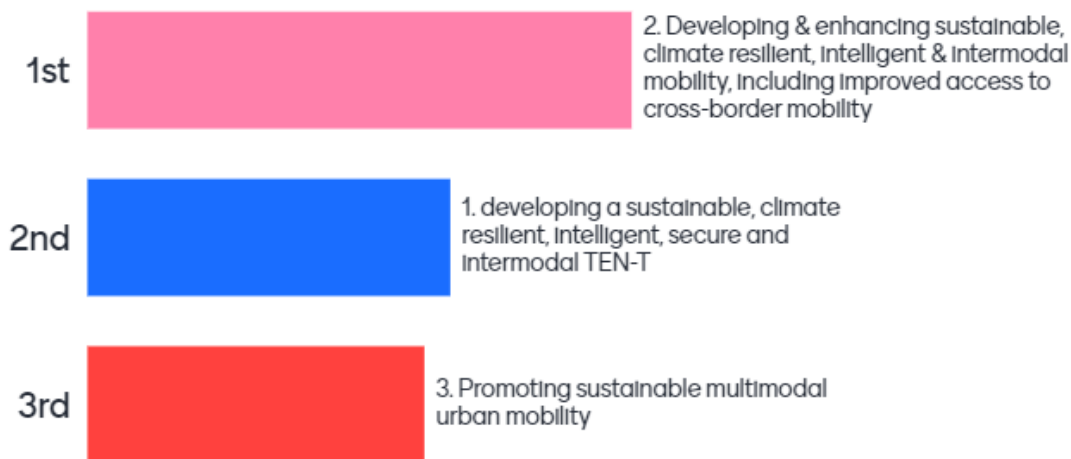 1st
2. Developing & enhancing sustainable,
climate resilient, intelligent & intermodal
mobility, including improved access to
cross-border mobility
2nd
1. developing a sustainable, climate
resilient, intelligent, secure and
intermodal TEN-T
3rd
3. Promoting sustainable multimodal
urban mobility